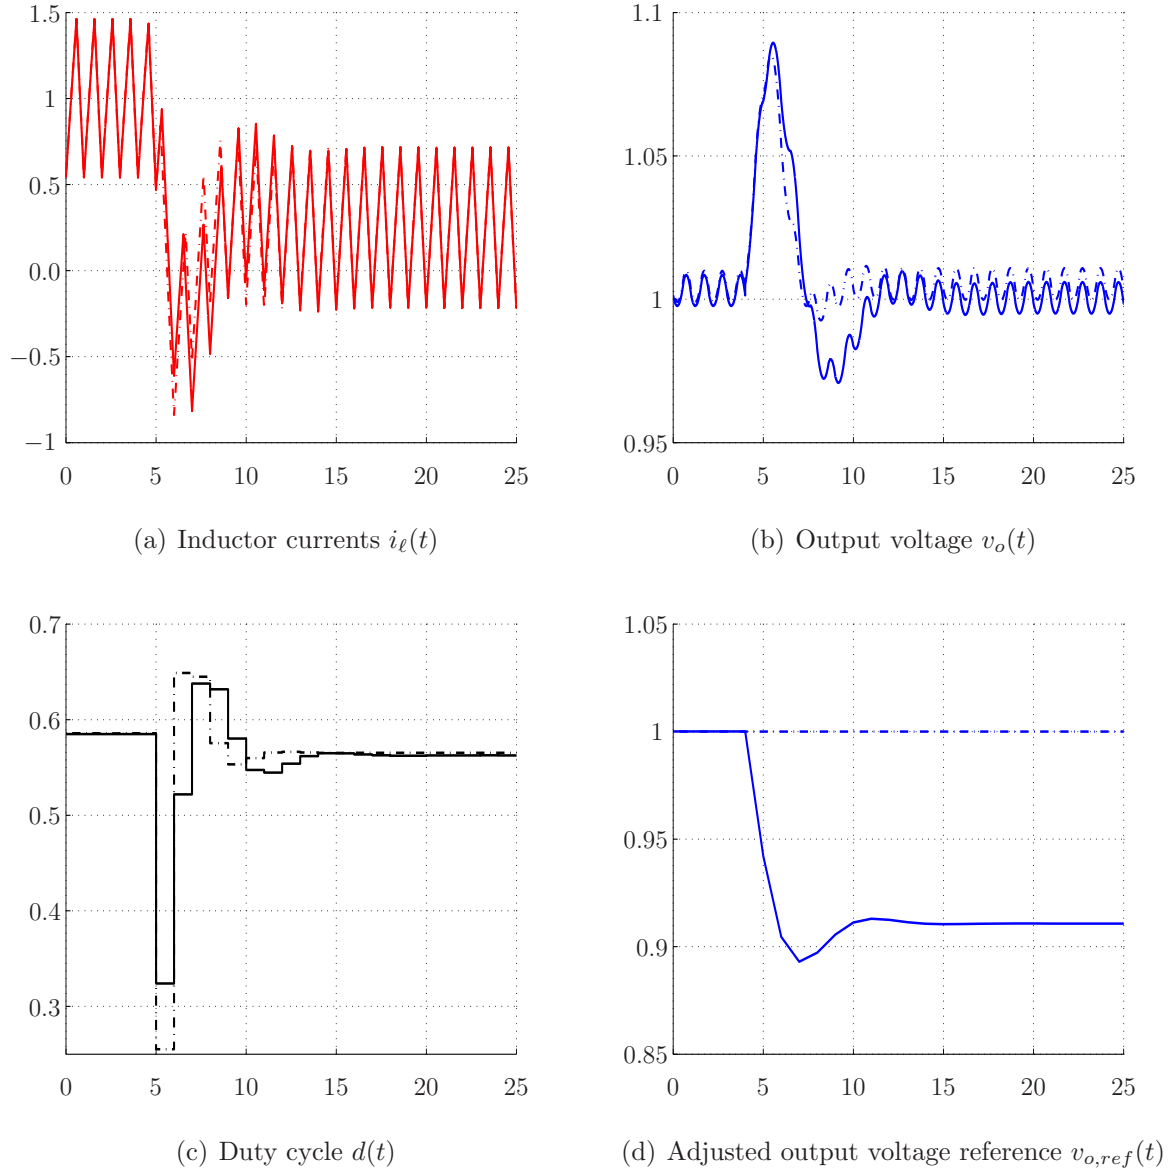 1.5
1
0.5
0.0
−0.5
−1
0 5 10 15 20 25
(a) Inductor currents iℓ(t)
1.1
1.05
1
0.95
0 5 10 15 20 25
(b) Output voltage vo(t)
0.7
0.6
0.5
0.4
0.3
0 5 10 15 20 25
(c) Duty cycle d(t)
1.05
1
0.95
0.9
0.85
0 5 10 15 20 25
(d) Adjusted output voltage reference vo,ref(t)